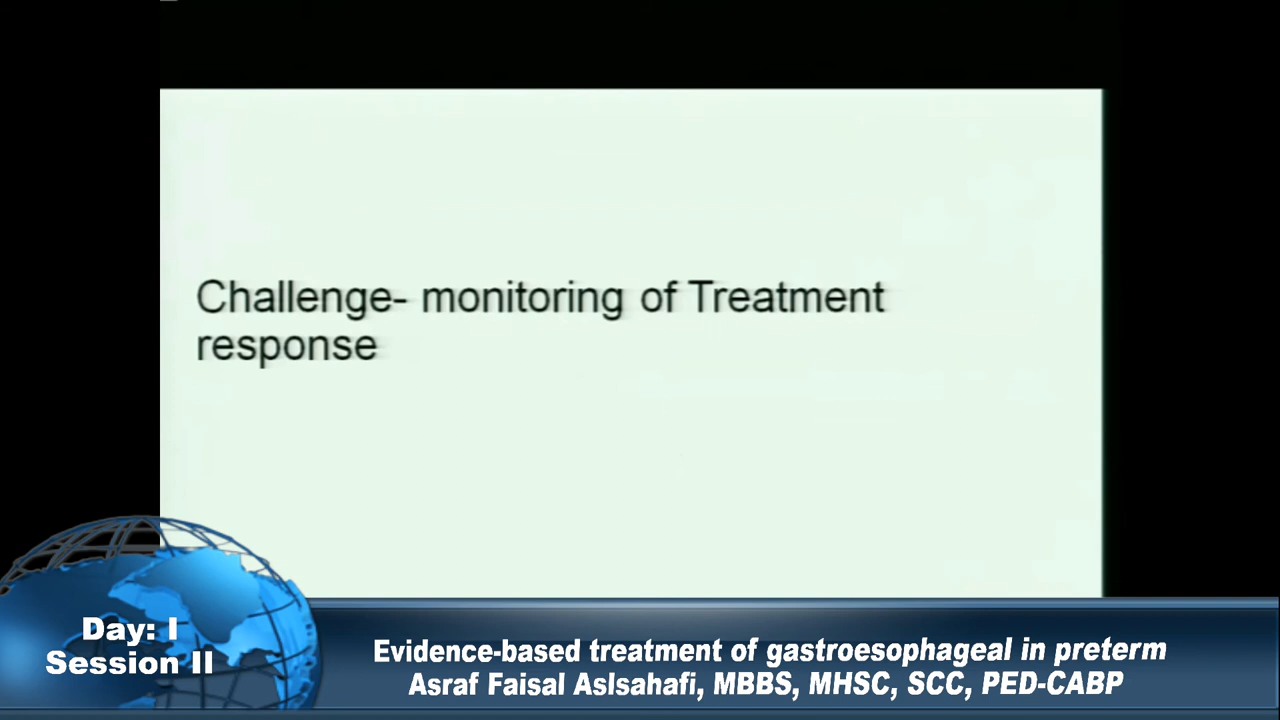 Challenge- monitoring of Treatment
response
Day: I
Session II
Evidence-based treatment of gastroesophageal in preterm
Asraf Faisal Aslsahafi, MBBS, MHSC, SCC, PED-CABP